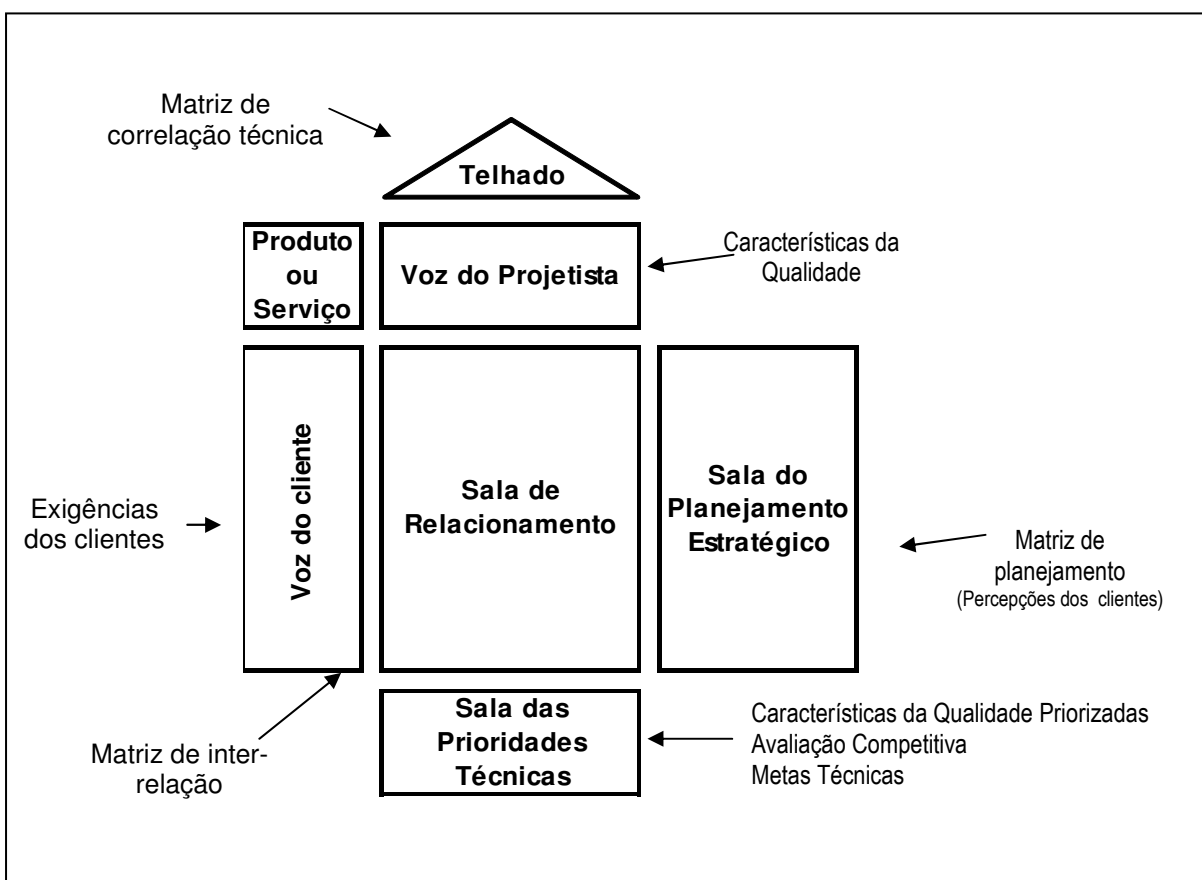 Matriz de
correlação técnica
Telhado
Produto
ou
Serviço
Voz do Projetista
Características da
Qualidade
Exigências
dos clientes
Voz do cliente
Sala de
Relacionamento
Sala do
Planejamento
Estratégico
Matriz de
planejamento
(Percepções dos clientes)
Matriz de inter-
relação
Sala das
Prioridades
Técnicas
Características da Qualidade Priorizadas
Avaliação Competitiva
Metas Técnicas